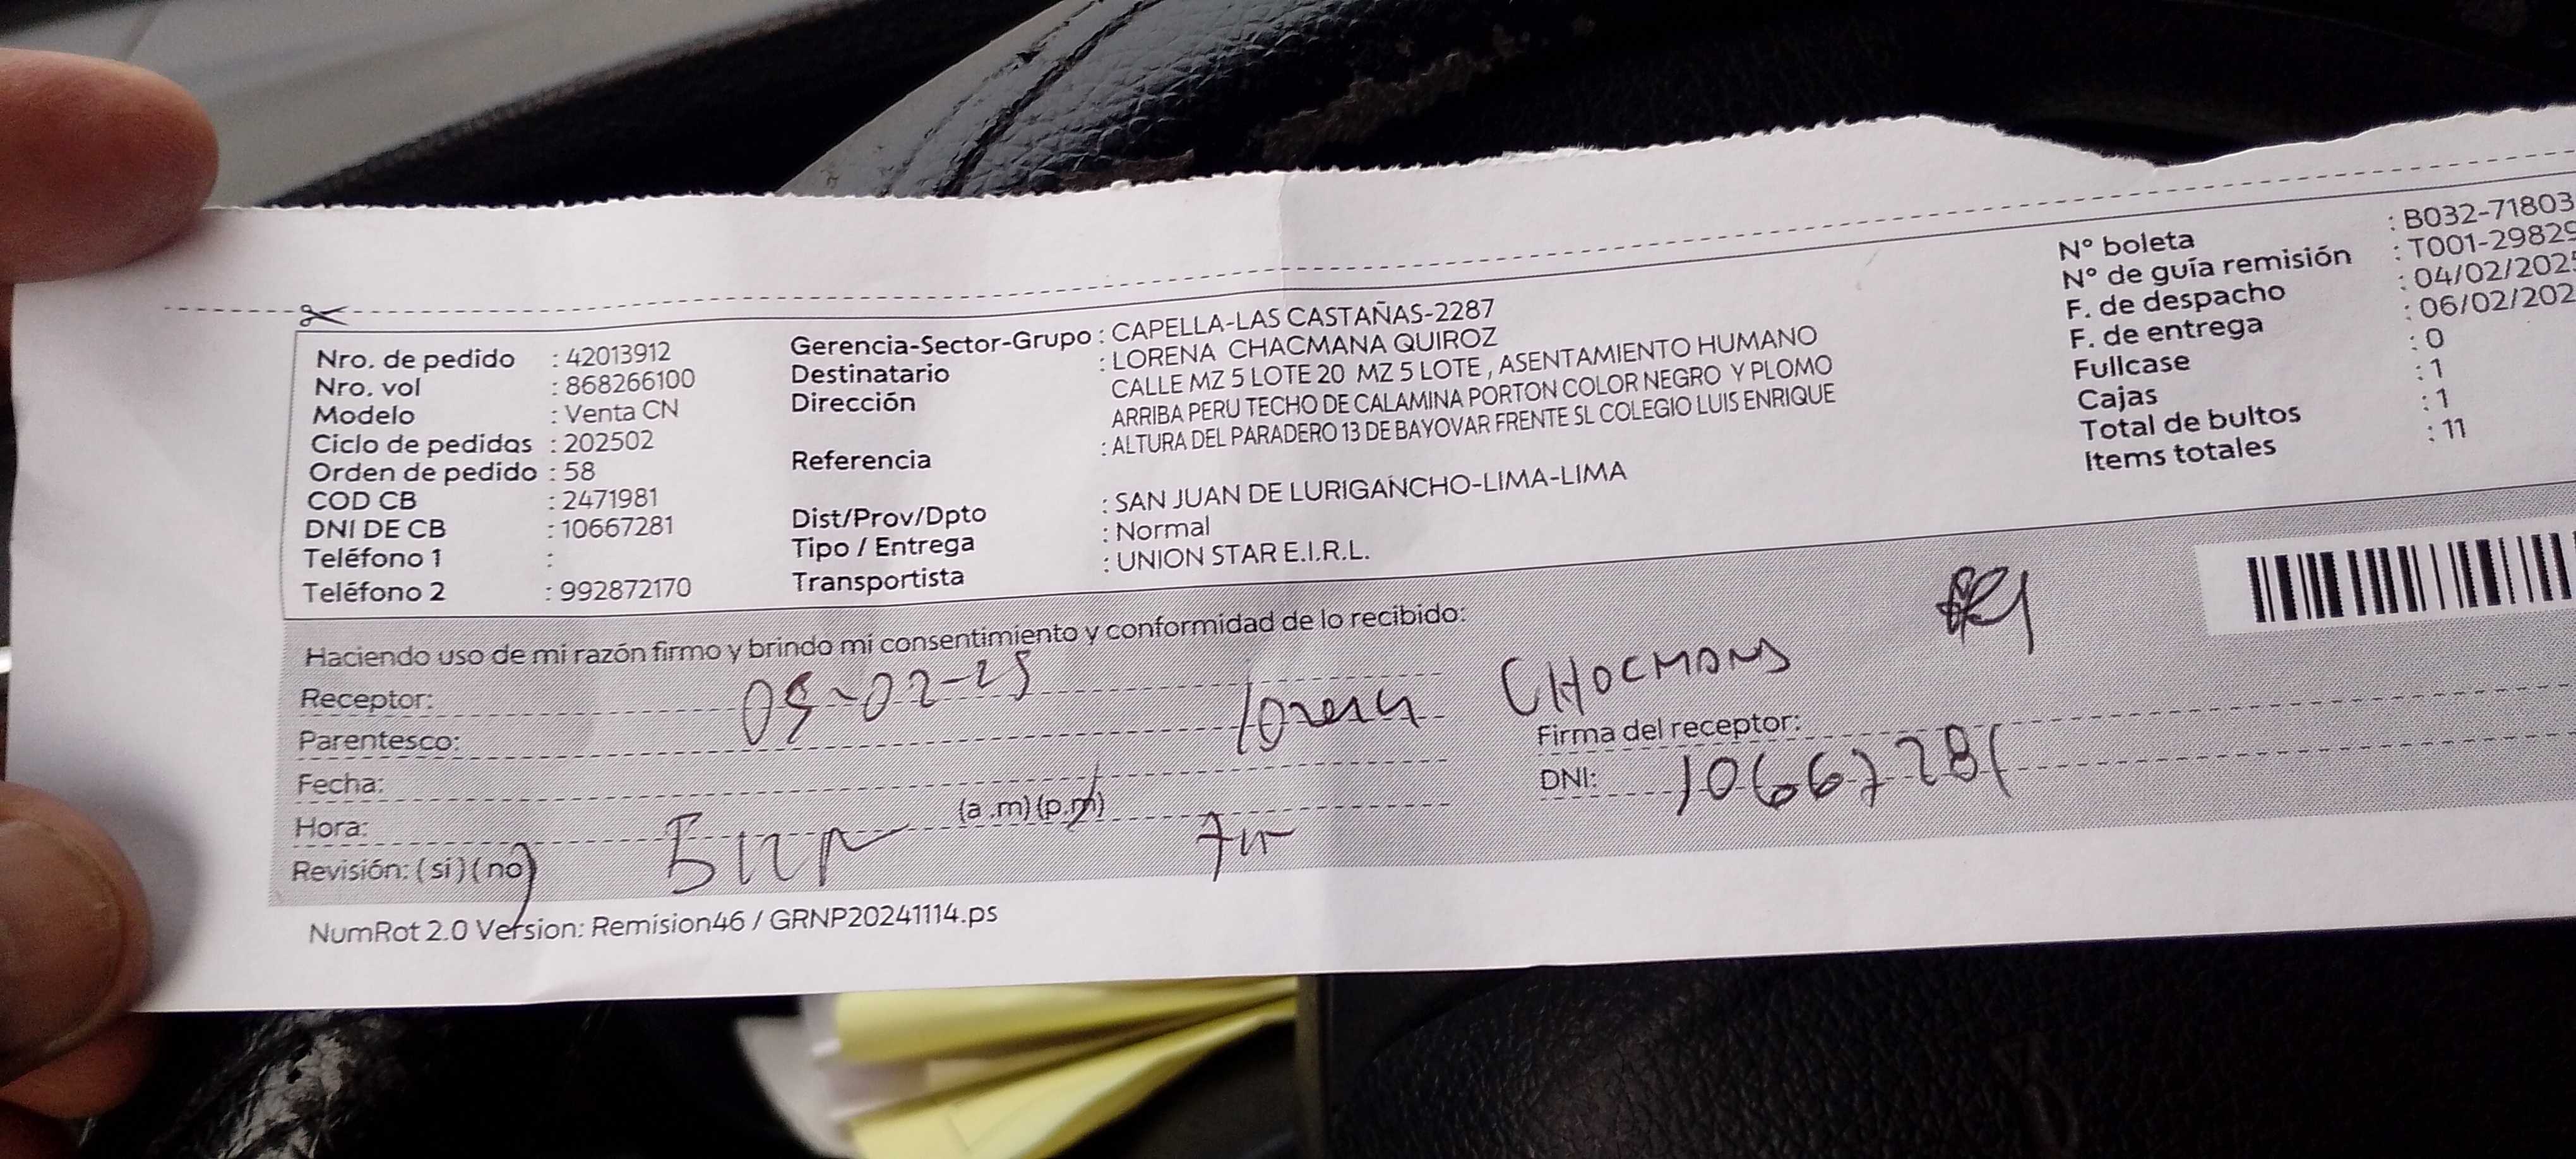 Nro. de pedido : 42013912
Nro. vol : 868266100
Modelo : Venta CN
Ciclo de pedidos : 202502
Orden de pedido : 58
COD CB : 2471981
DNI DE CB : 10667281
Teléfono 1 :
Teléfono 2 : 992872170
Gerencia-Sector-Grupo : CAPELLA-LAS CASTAÑAS-2287
Destinatario : LORENA CHACMANA QUIROZ
Dirección CALLE MZ 5 LOTE 20 MZ 5 LOTE , ASENTAMIENTO HUMANO
ARRIBA PERU TECHO DE CALAMINA PORTON COLOR NEGRO Y PLOMO
Referencia : ALTURA DEL PARADERO 13 DE BAYOVAR FRENTE SL COLEGIO LUIS ENRIQUE
Dist/Prov/Dpto : SAN JUAN DE LURIGANCHO-LIMA-LIMA
Tipo / Entrega : Normal
Transportista : UNION STAR E.I.R.L.
N° boleta : B032-71803
N° de guía remisión : T001-29829
F. de despacho : 04/02/202
F. de entrega : 06/02/202
Fullcase : 0
Cajas : 1
Total de bultos : 1
Items totales : 11
Haciendo uso de mi razón firmo y brindo mi consentimiento y conformidad de lo recibido:
Receptor: 05-02-25 Lorena CHACMANA
Parentesco:
Firma del receptor:
Fecha:
DNI: 10667281
Hora: (a .m) (p.m)
Revisión: (si) (no)
NumRot 2.0 Version: Remision46 / GRNP20241114.ps